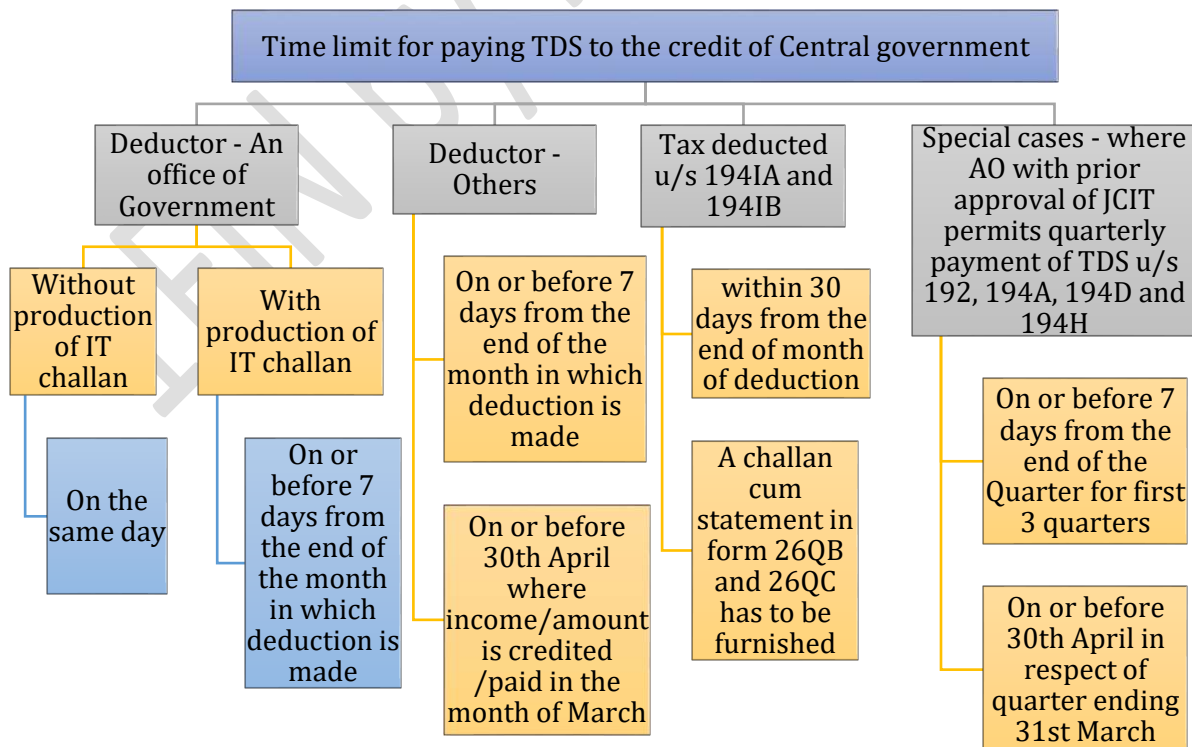 Time limit for paying TDS to the credit of Central government
Deductor - An
office of
Government
Without
production
of IT
challan
On the
same day
With
production of
IT challan
On or
before 7
days from
the end of
the month
in which
deduction is
made
Deductor -
Others
On or before 7
days from the
end of the
month in which
deduction is
made
On or before
30th April
where
income/amount
is credited
/paid in the
month of March
Tax deducted
u/s 194IA and
194IB
within 30
days from the
end of month
of deduction
A challan
cum
statement in
form 26QB
and 26QC
has to be
furnished
Special cases - where
AO with prior
approval of JCIT
permits quarterly
payment of TDS u/s
192, 194A, 194D and
194H
On or before 7
days from the
end of the
Quarter for first
3 quarters
On or before
30th April in
respect of
quarter ending
31st March